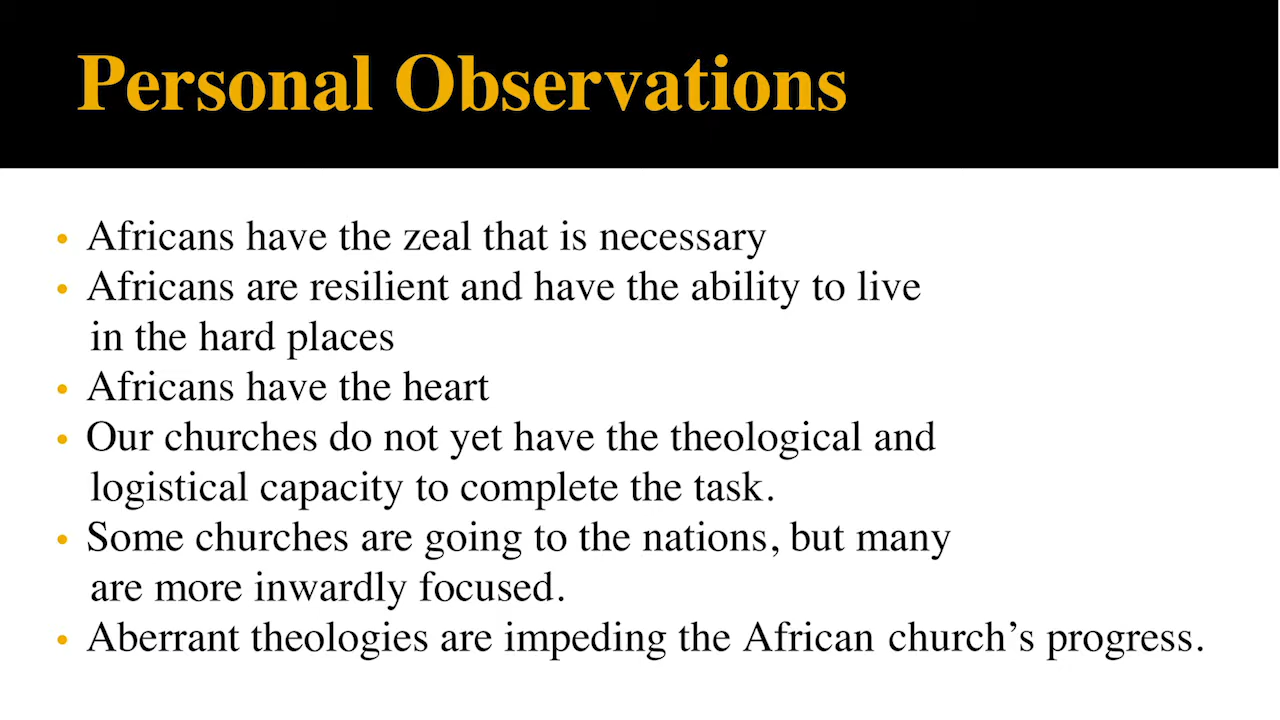 Personal Observations
• Africans have the zeal that is necessary
• Africans are resilient and have the ability to live
in the hard places
• Africans have the heart
• Our churches do not yet have the theological and
logistical capacity to complete the task.
• Some churches are going to the nations, but many
are more inwardly focused.
• Aberrant theologies are impeding the African church’s progress.